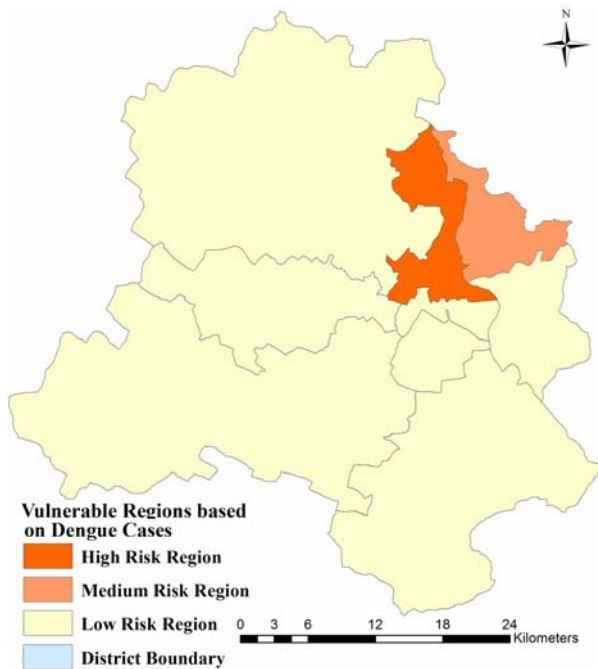 N
Vulnerable Regions based
on Dengue Cases
High Risk Region
Medium Risk Region
Low Risk Region
District Boundary
0 3 6 12 18 24
Kilometers